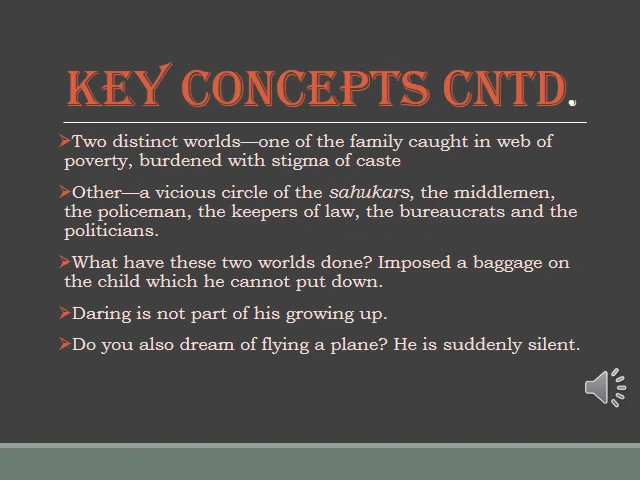 KEY CONCEPTS CNTD.
➢Two distinct worlds—one of the family caught in web of
poverty, burdened with stigma of caste
➢Other—a vicious circle of the sahukars, the middlemen,
the policeman, the keepers of law, the bureaucrats and the
politicians.
➢What have these two worlds done? Imposed a baggage on
the child which he cannot put down.
➢Daring is not part of his growing up.
➢Do you also dream of flying a plane? He is suddenly silent.